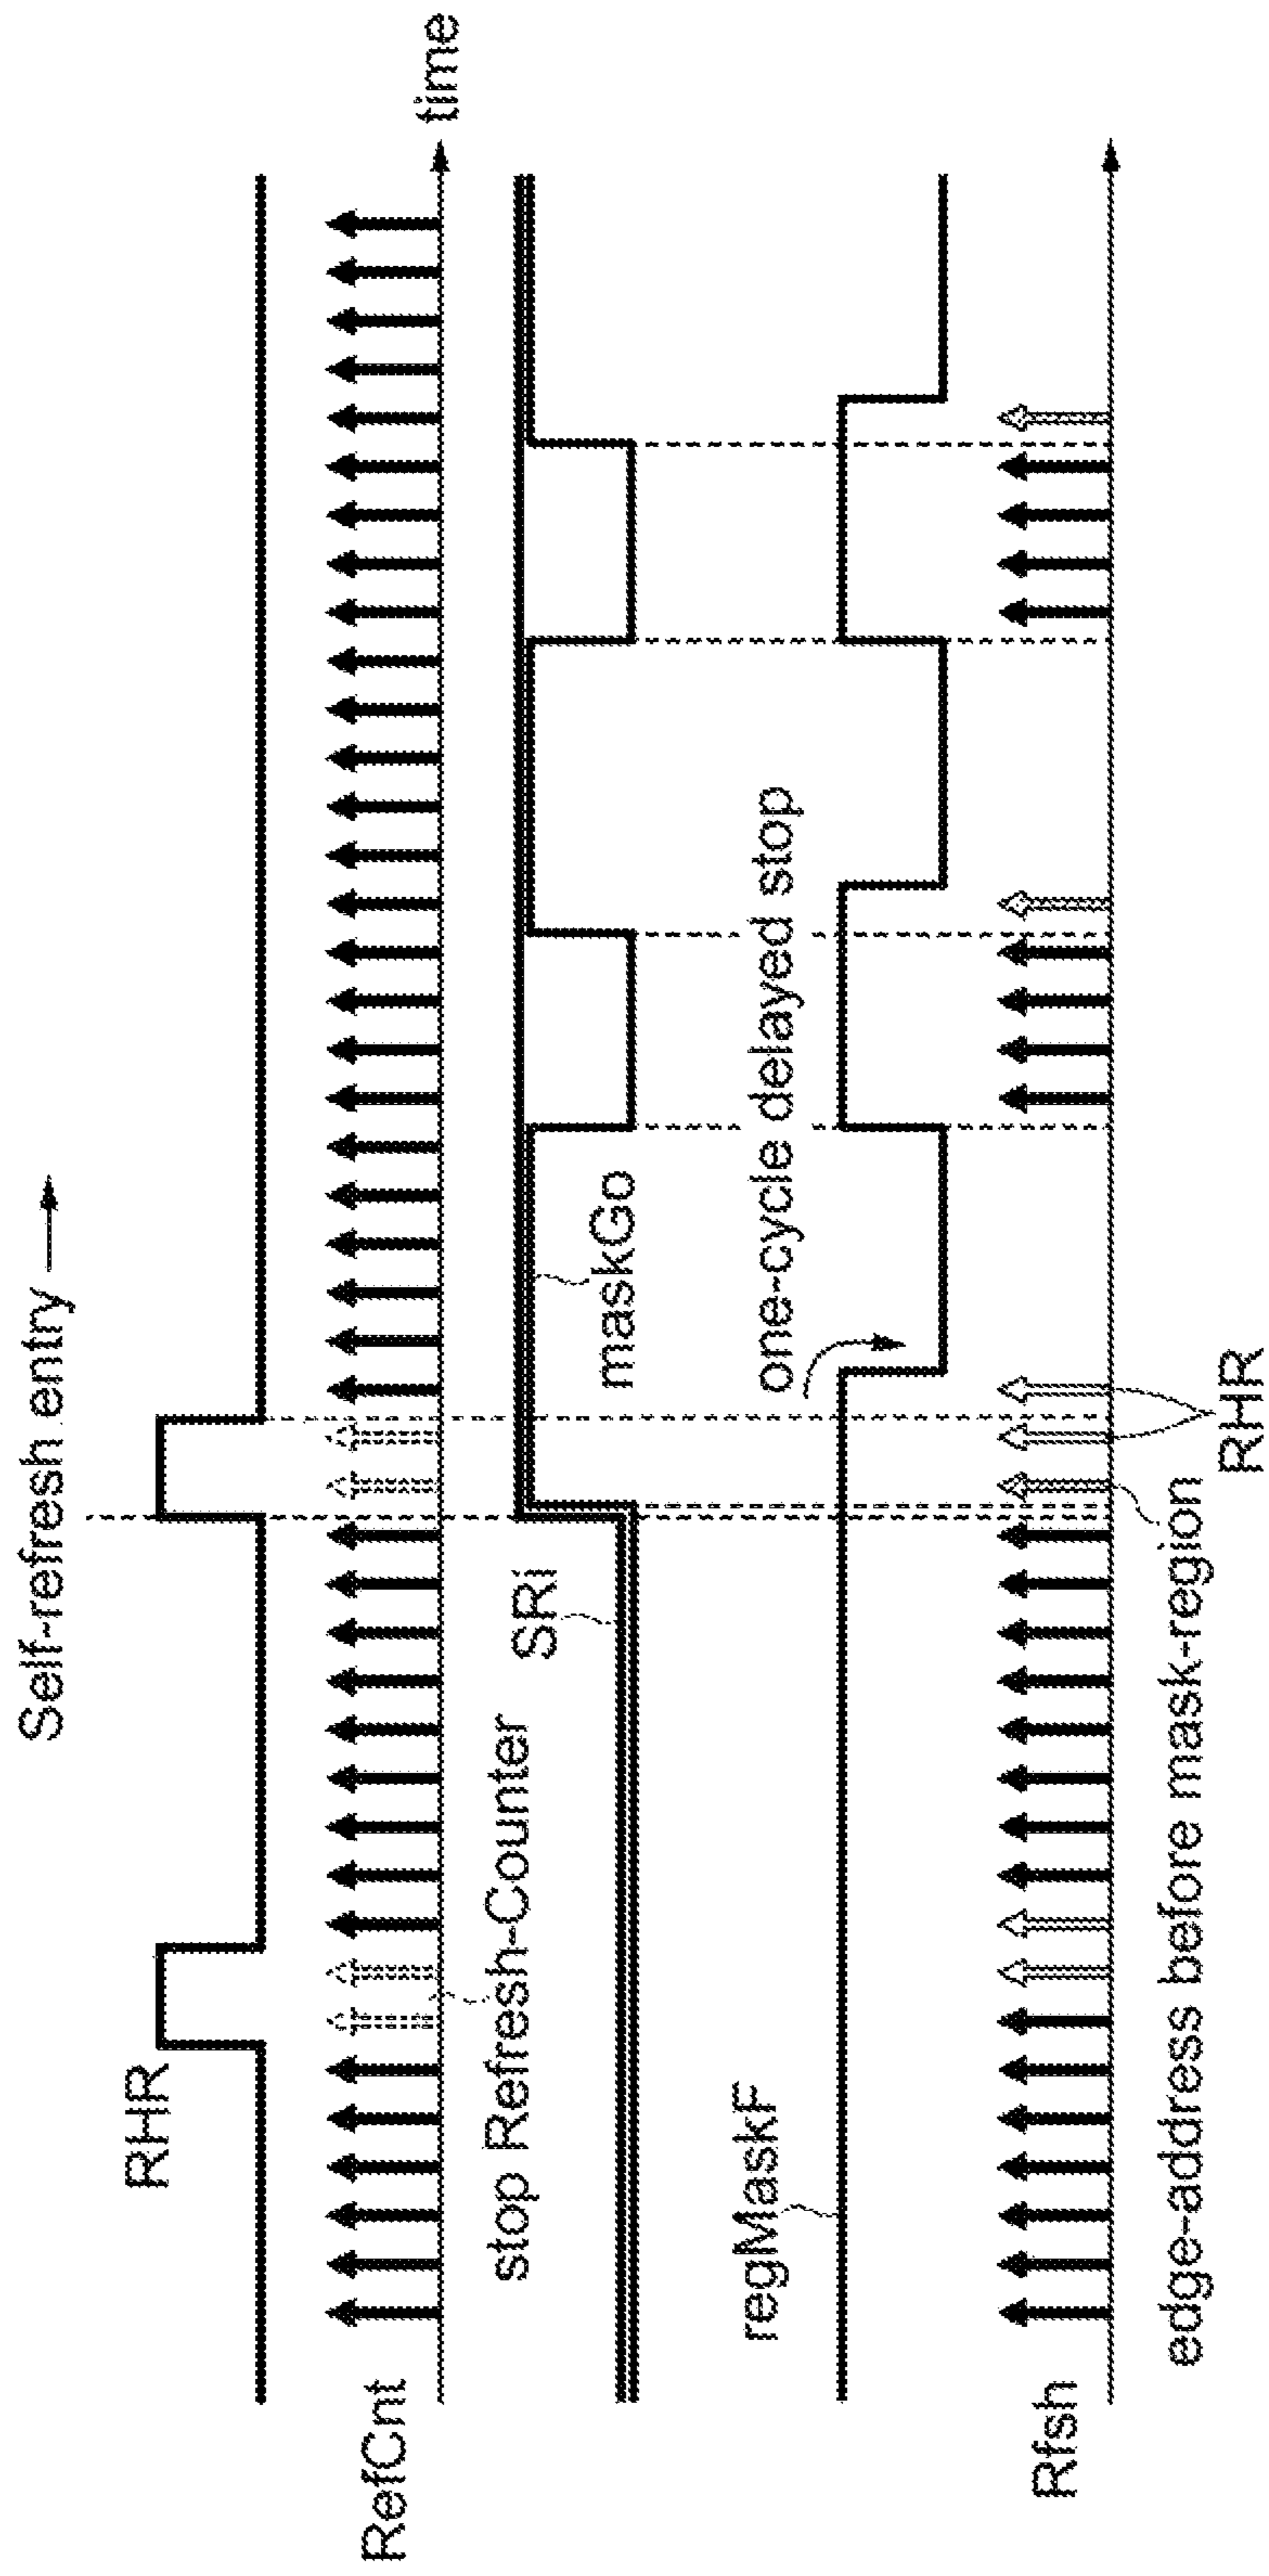 Self-refresh entry
RHR
RefCnt
time
stop Refresh-Counter
SRi
maskGo
regMaskF
one-cycle delayed stop
Rfsh
edge-address before mask-region
RHR